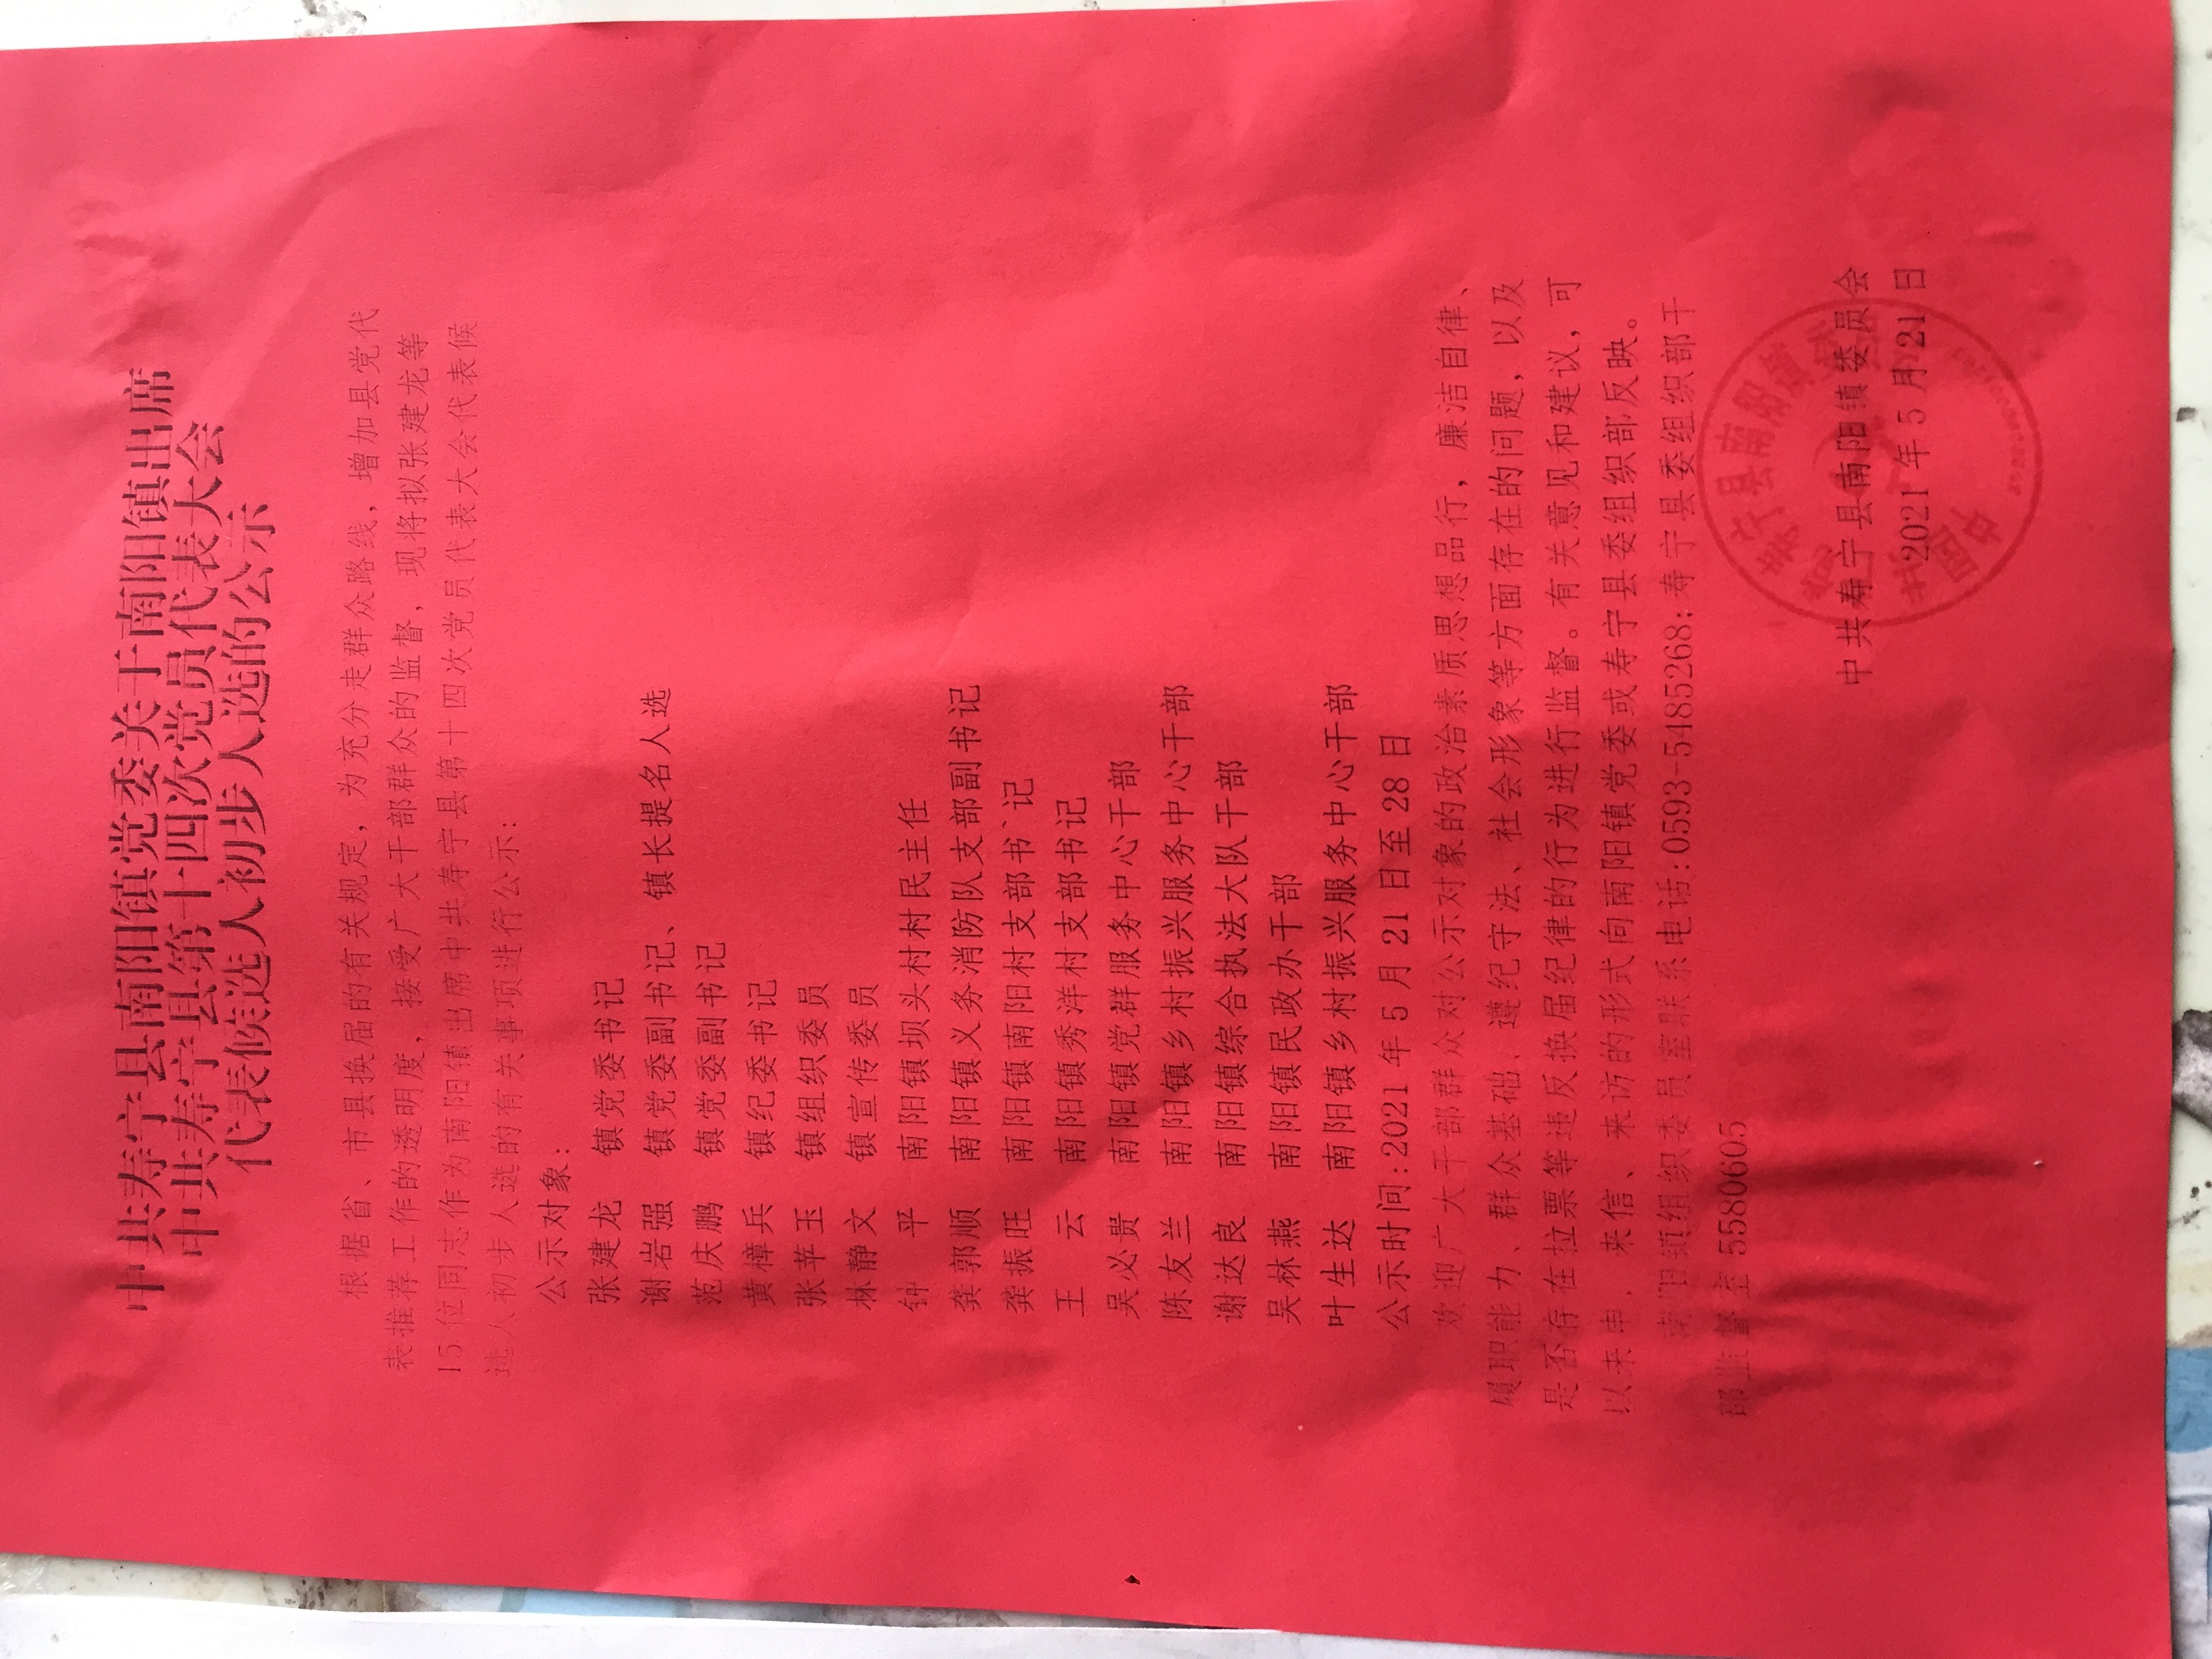 中共寿宁县南阳镇党委关于南阳镇出席
中共寿宁县第十四次党员代表大会
代表候选人初步人选的公示
根据省、市县换届的有关规定，为充分走群众路线，增加县党代
表推荐工作的透明度，接受广大干部群众的监督，现将拟张建龙等
15位同志作为南阳镇出席中共寿宁县第十四次党员代表大会代表候
选人初步人选的有关事项进行公示：
公示对象：
张建龙 镇党委书记
谢岩强 镇党委副书记、镇长提名人选
范庆鹏 镇党委副书记
黄樟兵 镇纪委书记
张苹玉 镇组织委员
林静文 镇宣传委员
钟 平 南阳镇坝头村村民主任
龚郭顺 南阳镇义务消防队支部副书记
龚振旺 南阳镇南阳村支部书记
王 云 南阳镇秀洋村支部书记
吴必贵 南阳镇党群服务中心干部
陈友兰 南阳镇乡村振兴服务中心干部
谢达良 南阳镇综合执法大队干部
吴林燕 南阳镇民政办干部
叶生达 南阳镇乡村振兴服务中心干部
公示时间:2021年5月21日至28日
欢迎广大干部群众对公示对象的政治素质思想品行，廉洁自律、
履职能力、群众基础、遵纪守法、社会形象等方面存在的问题，以及
是否存在拉票等违反换届纪律的行为进行监督。有关意见和建议，可
以来电，来信、来访的形式向南阳镇党委或寿宁县委组织部反映。
南阳镇组织委员室联系电话:0593-5485268;寿宁县委组织部干
部监督室5580605
中共寿宁县南阳镇委员会
2021年5月21日